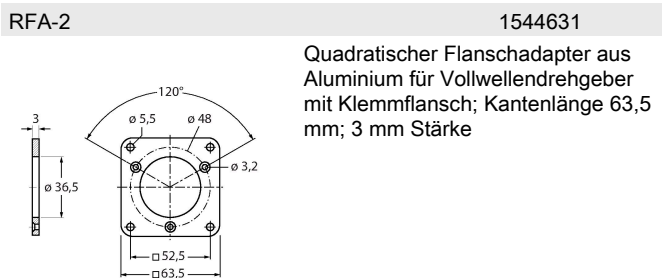 RFA-2 1544631
Quadratischer Flanschadapter aus
Aluminium für Vollwellendrehgeber
mit Klemmflansch; Kantenlänge 63,5
mm; 3 mm Stärke
120°
3
ø 5,5
ø 48
ø 3,2
ø 36,5
□ 52,5
□ 63,5